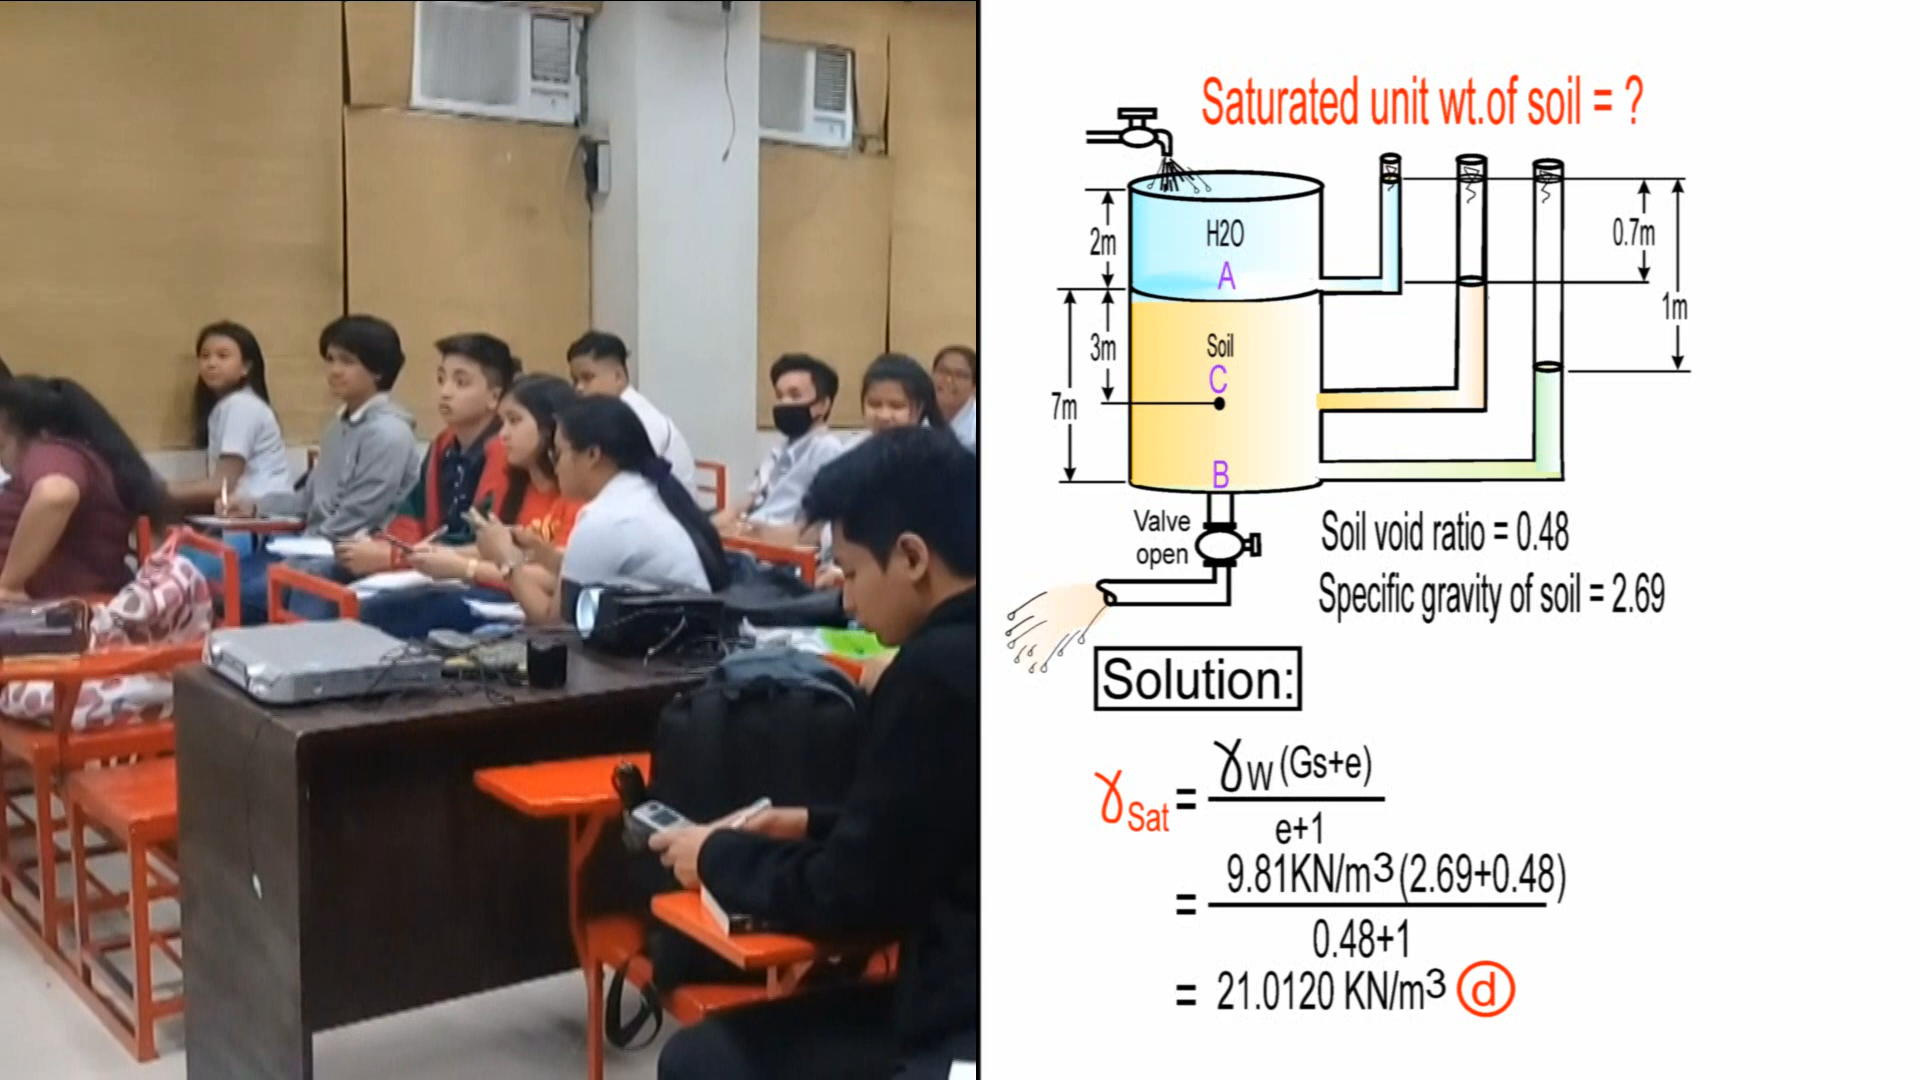 Saturated unit wt.of soil = ?
H2O
A
2m
0.7m
1m
3m
Soil
C
7m
B
Valve
open
Soil void ratio = 0.48
Specific gravity of soil = 2.69
Solution:
ɣSat = ɣw (Gs+e)
e+1
= 9.81KN/m3 (2.69+0.48)
0.48+1
= 21.0120 KN/m3 d